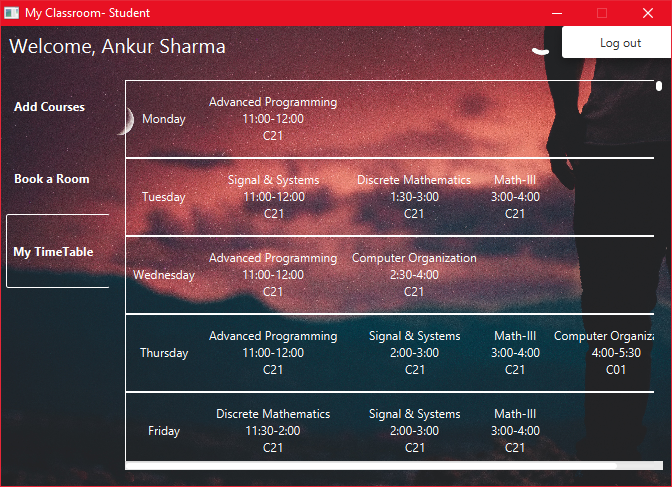 My Classroom- Student
Welcome, Ankur Sharma
Log out
Add Courses
Book a Room
My TimeTable
Monday
Advanced Programming
11:00-12:00
C21
Tuesday
Signal & Systems
11:00-12:00
C21
Discrete Mathematics
1:30-3:00
C21
Math-III
3:00-4:00
C21
Wednesday
Advanced Programming
11:00-12:00
C21
Computer Organization
2:30-4:00
C21
Thursday
Advanced Programming
11:00-12:00
C21
Signal & Systems
2:00-3:00
C21
Math-III
3:00-4:00
C21
Computer Organiza
4:00-5:30
C01
Friday
Discrete Mathematics
11:30-2:00
C21
Signal & Systems
2:00-3:00
C21
Math-III
3:00-4:00
C21